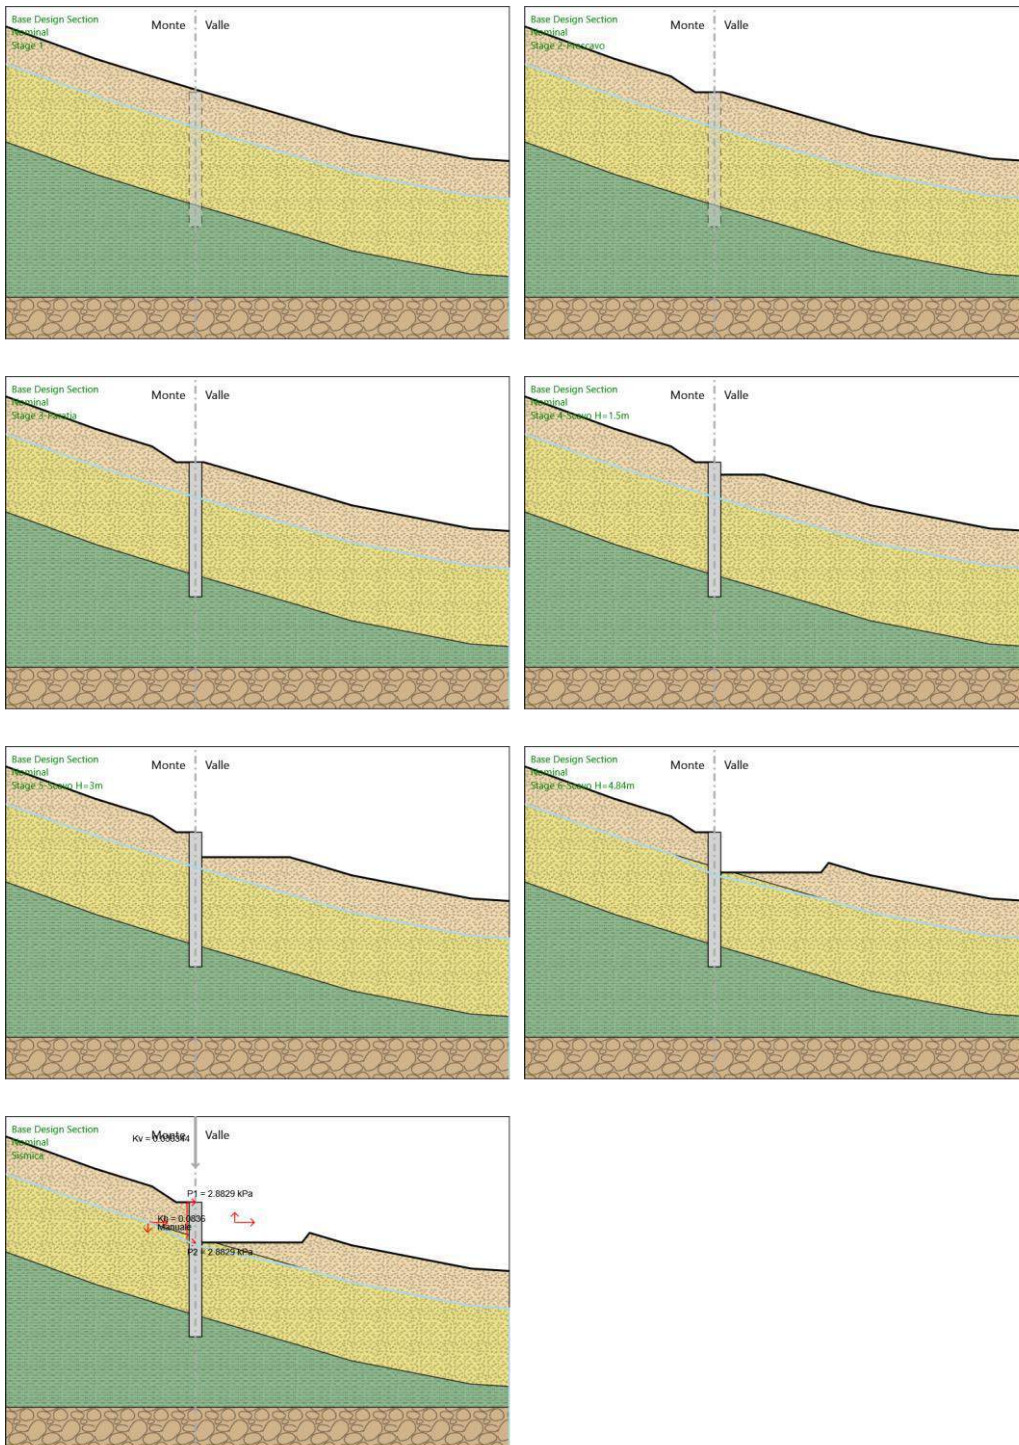 Base Design Section
Nominal
Stage 1
Monte Valle
Base Design Section
Nominal
Stage 2-Prescavo
Monte Valle
Base Design Section
Nominal
Stage 3-Paratia
Monte Valle
Base Design Section
Nominal
Stage 4-Scavo H=1.5m
Monte Valle
Base Design Section
Nominal
Stage 5-Scavo H=3m
Monte Valle
Base Design Section
Nominal
Stage 6-Scavo H=4.84m
Monte Valle
Base Design Section
Nominal
Sismica
Monte Valle
P1 = 2.8829 kPa
Kh = 0.0836
Manuale
P2 = 2.8829 kPa